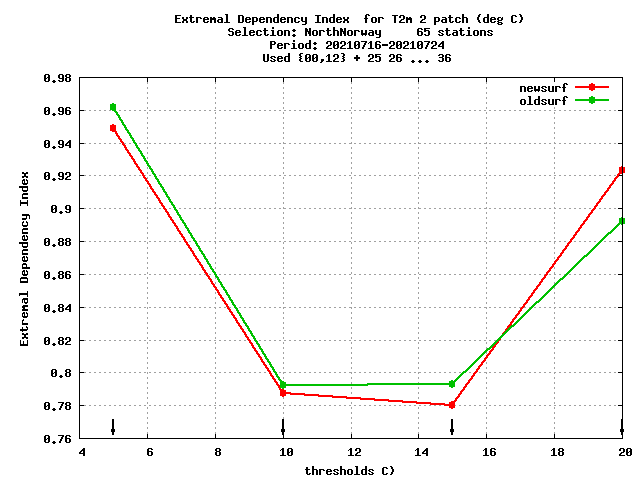 Extremal Dependency Index  for T2m 2 patch (deg C)
Selection: NorthNorway     65 stations
Period: 20210716-20210724
Used {00,12} + 25 26 ... 36
newsurf
oldsurf
0.98
0.96
0.94
0.92
0.9
0.88
0.86
0.84
0.82
0.8
0.78
0.76
Extremal Dependency Index
4 6 8 10 12 14 16 18 20
thresholds C)